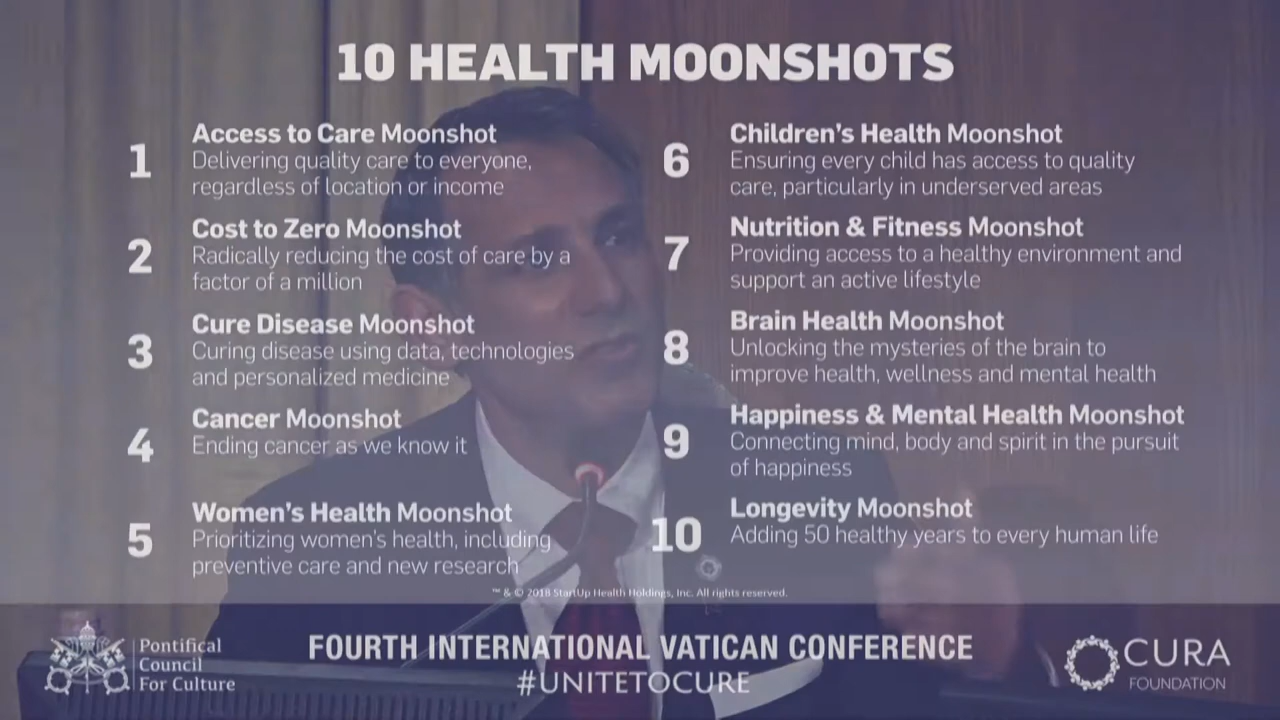 10 HEALTH MOONSHOTS
1
Access to Care Moonshot
Delivering quality care to everyone,
regardless of location or income
2
Cost to Zero Moonshot
Radically reducing the cost of care by a
factor of a million
3
Cure Disease Moonshot
Curing disease using data, technologies
and personalized medicine
4
Cancer Moonshot
Ending cancer as we know it
5
Women's Health Moonshot
Prioritizing women's health, including
preventive care and new research
6
Children's Health Moonshot
Ensuring every child has access to quality
care, particularly in underserved areas
7
Nutrition & Fitness Moonshot
Providing access to a healthy environment and
support an active lifestyle
8
Brain Health Moonshot
Unlocking the mysteries of the brain to
improve health, wellness and mental health
9
Happiness & Mental Health Moonshot
Connecting mind, body and spirit in the pursuit
of happiness
10
Longevity Moonshot
Adding 50 healthy years to every human life
™ & © 2018 StartUp Health Holdings, Inc. All rights reserved.
Pontifical
Council
For Culture
FOURTH INTERNATIONAL VATICAN CONFERENCE
#UNITETOCURE
CURA
FOUNDATION